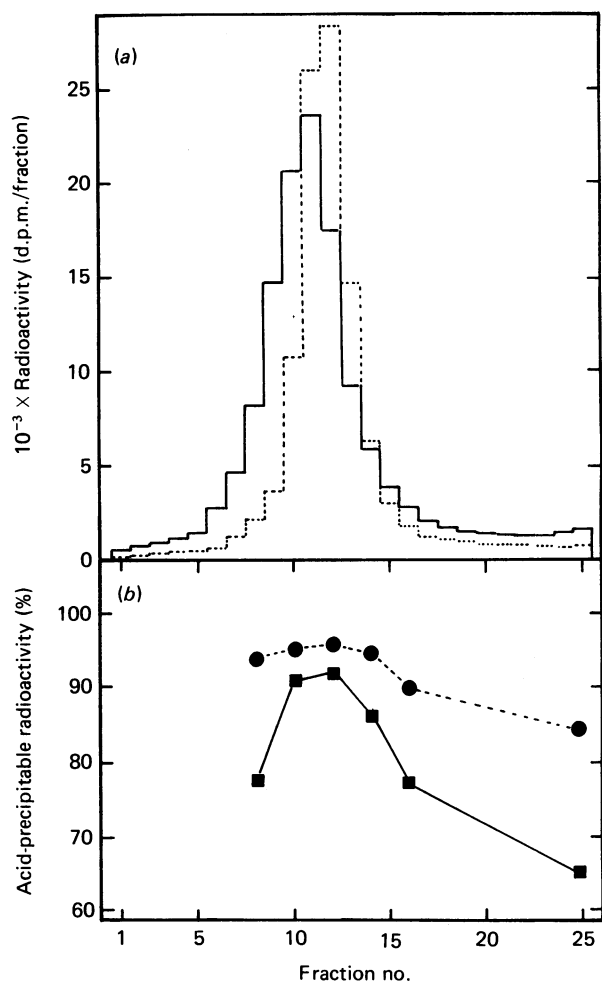 (a)
10⁻³ × Radioactivity (d.p.m./fraction)
25
20
15
10
5
0
(b)
Acid-precipitable radioactivity (%)
100
90
80
70
60
1 5 10 15 20 25
Fraction no.